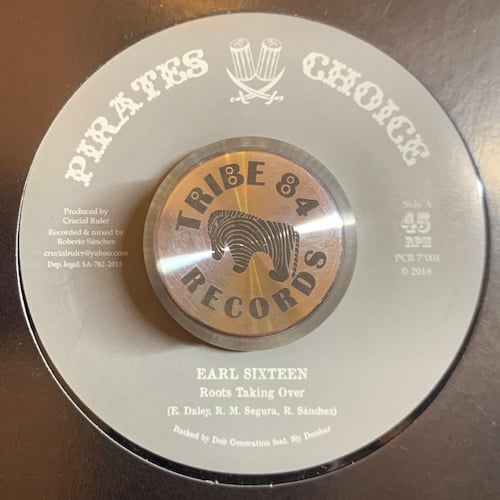 PIRATES CHOICE
TRIBE 84
RECORDS
Produced by
Crucial Ruler
Recorded & mixed by
Roberto Sánchez
crucialruler@yahoo.com
Dep. legal: SA-782-2015
Side A
45
RPM
PCR 7"001
© 2016
EARL SIXTEEN
Roots Taking Over
(E. Daley, R. M. Segura, R. Sánchez)
Backed by Dub Generation feat. Sly Dunbar